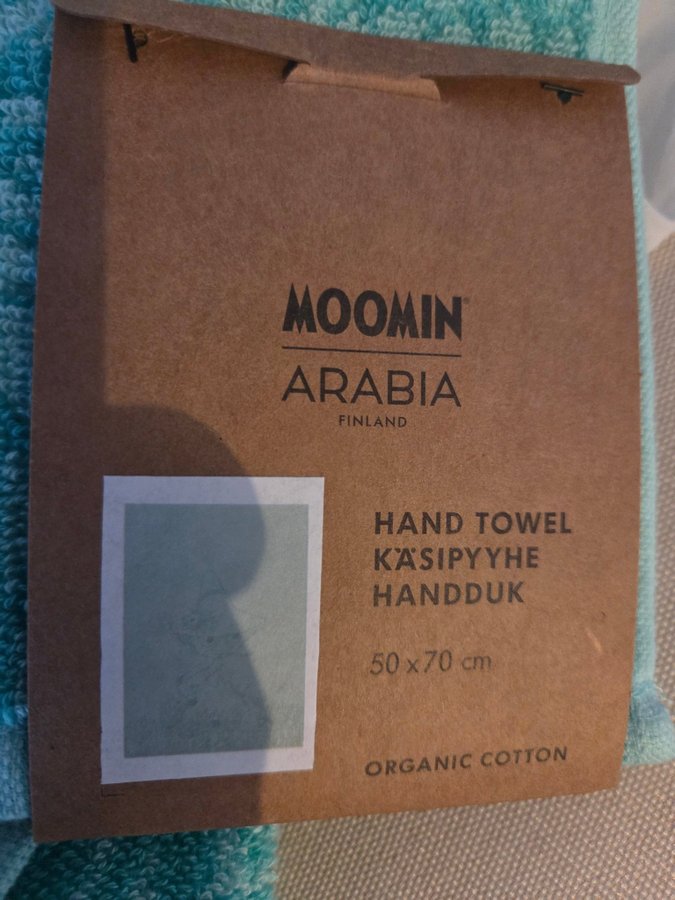 MOOMIN
ARABIA
FINLAND
HAND TOWEL
KÄSIPYYHE
HANDDUK
50 x 70 cm
ORGANIC COTTON